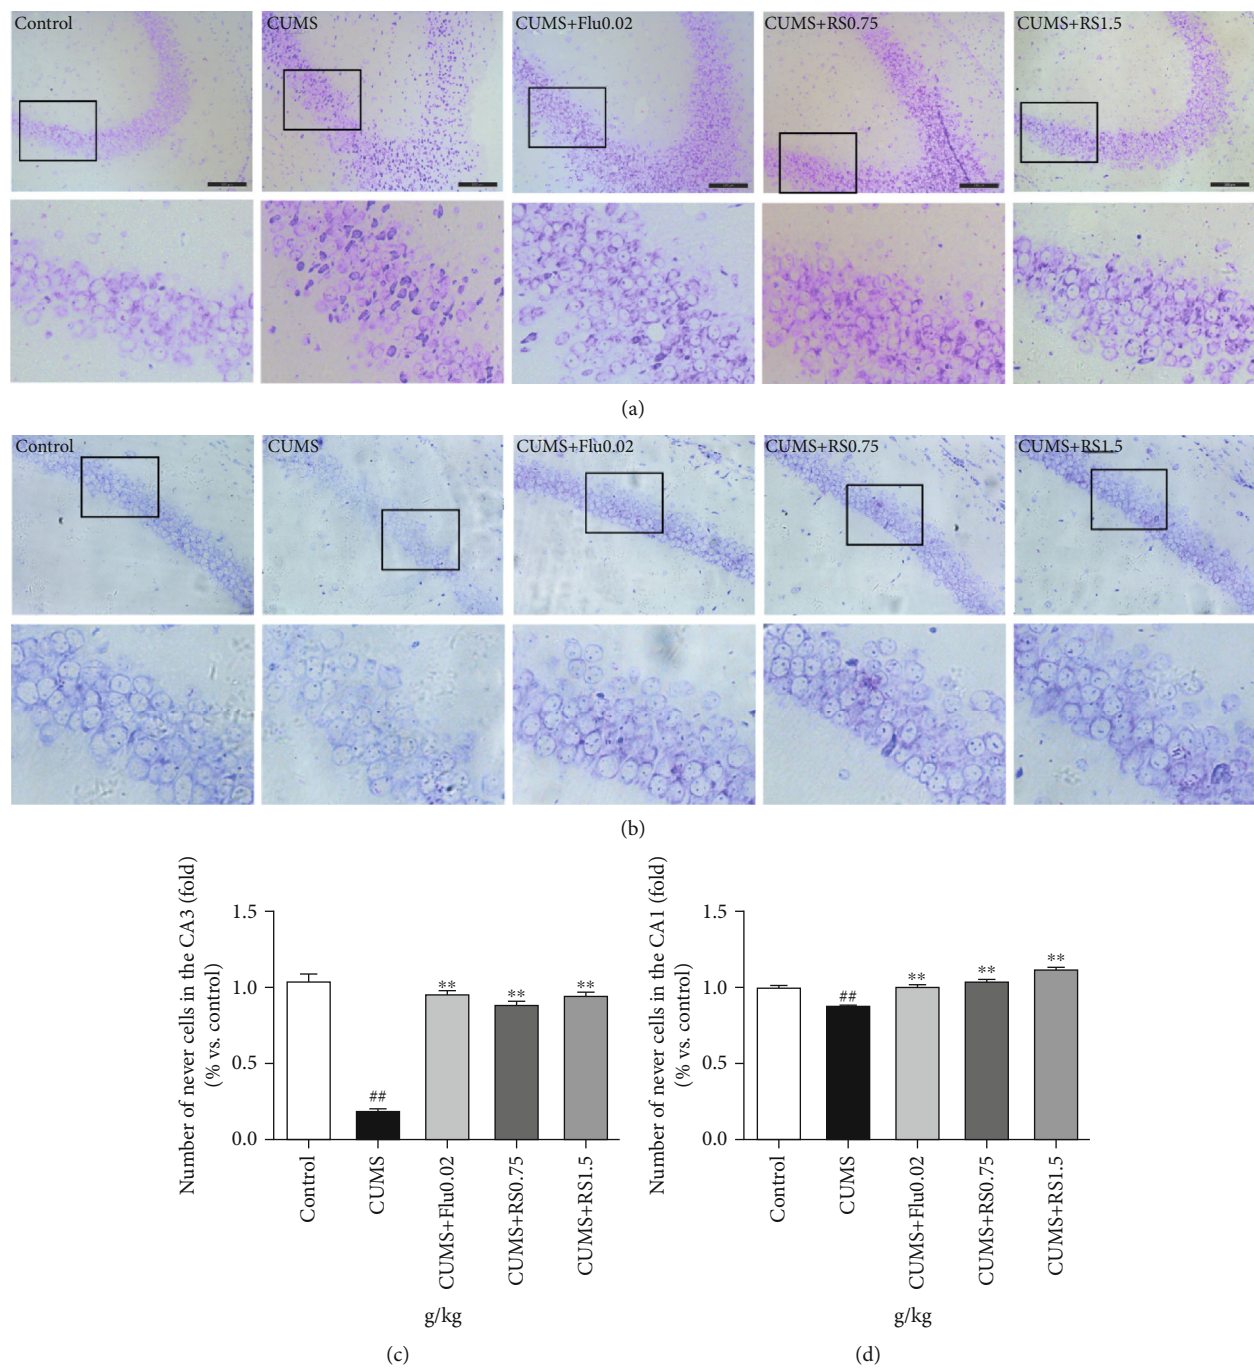 Control
CUMS
CUMS+Flu0.02
CUMS+RS0.75
CUMS+RS1.5
(a)
Control
CUMS
CUMS+Flu0.02
CUMS+RS0.75
CUMS+RS1.5
(b)
Number of never cells in the CA3 (fold)
(% vs. control)
1.5
1.0
0.5
0.0
##
**
**
**
Control
CUMS
CUMS+Flu0.02
CUMS+RS0.75
CUMS+RS1.5
g/kg
(c)
Number of never cells in the CA1 (fold)
(% vs. control)
1.5
1.0
0.5
0.0
##
**
**
**
Control
CUMS
CUMS+Flu0.02
CUMS+RS0.75
CUMS+RS1.5
g/kg
(d)